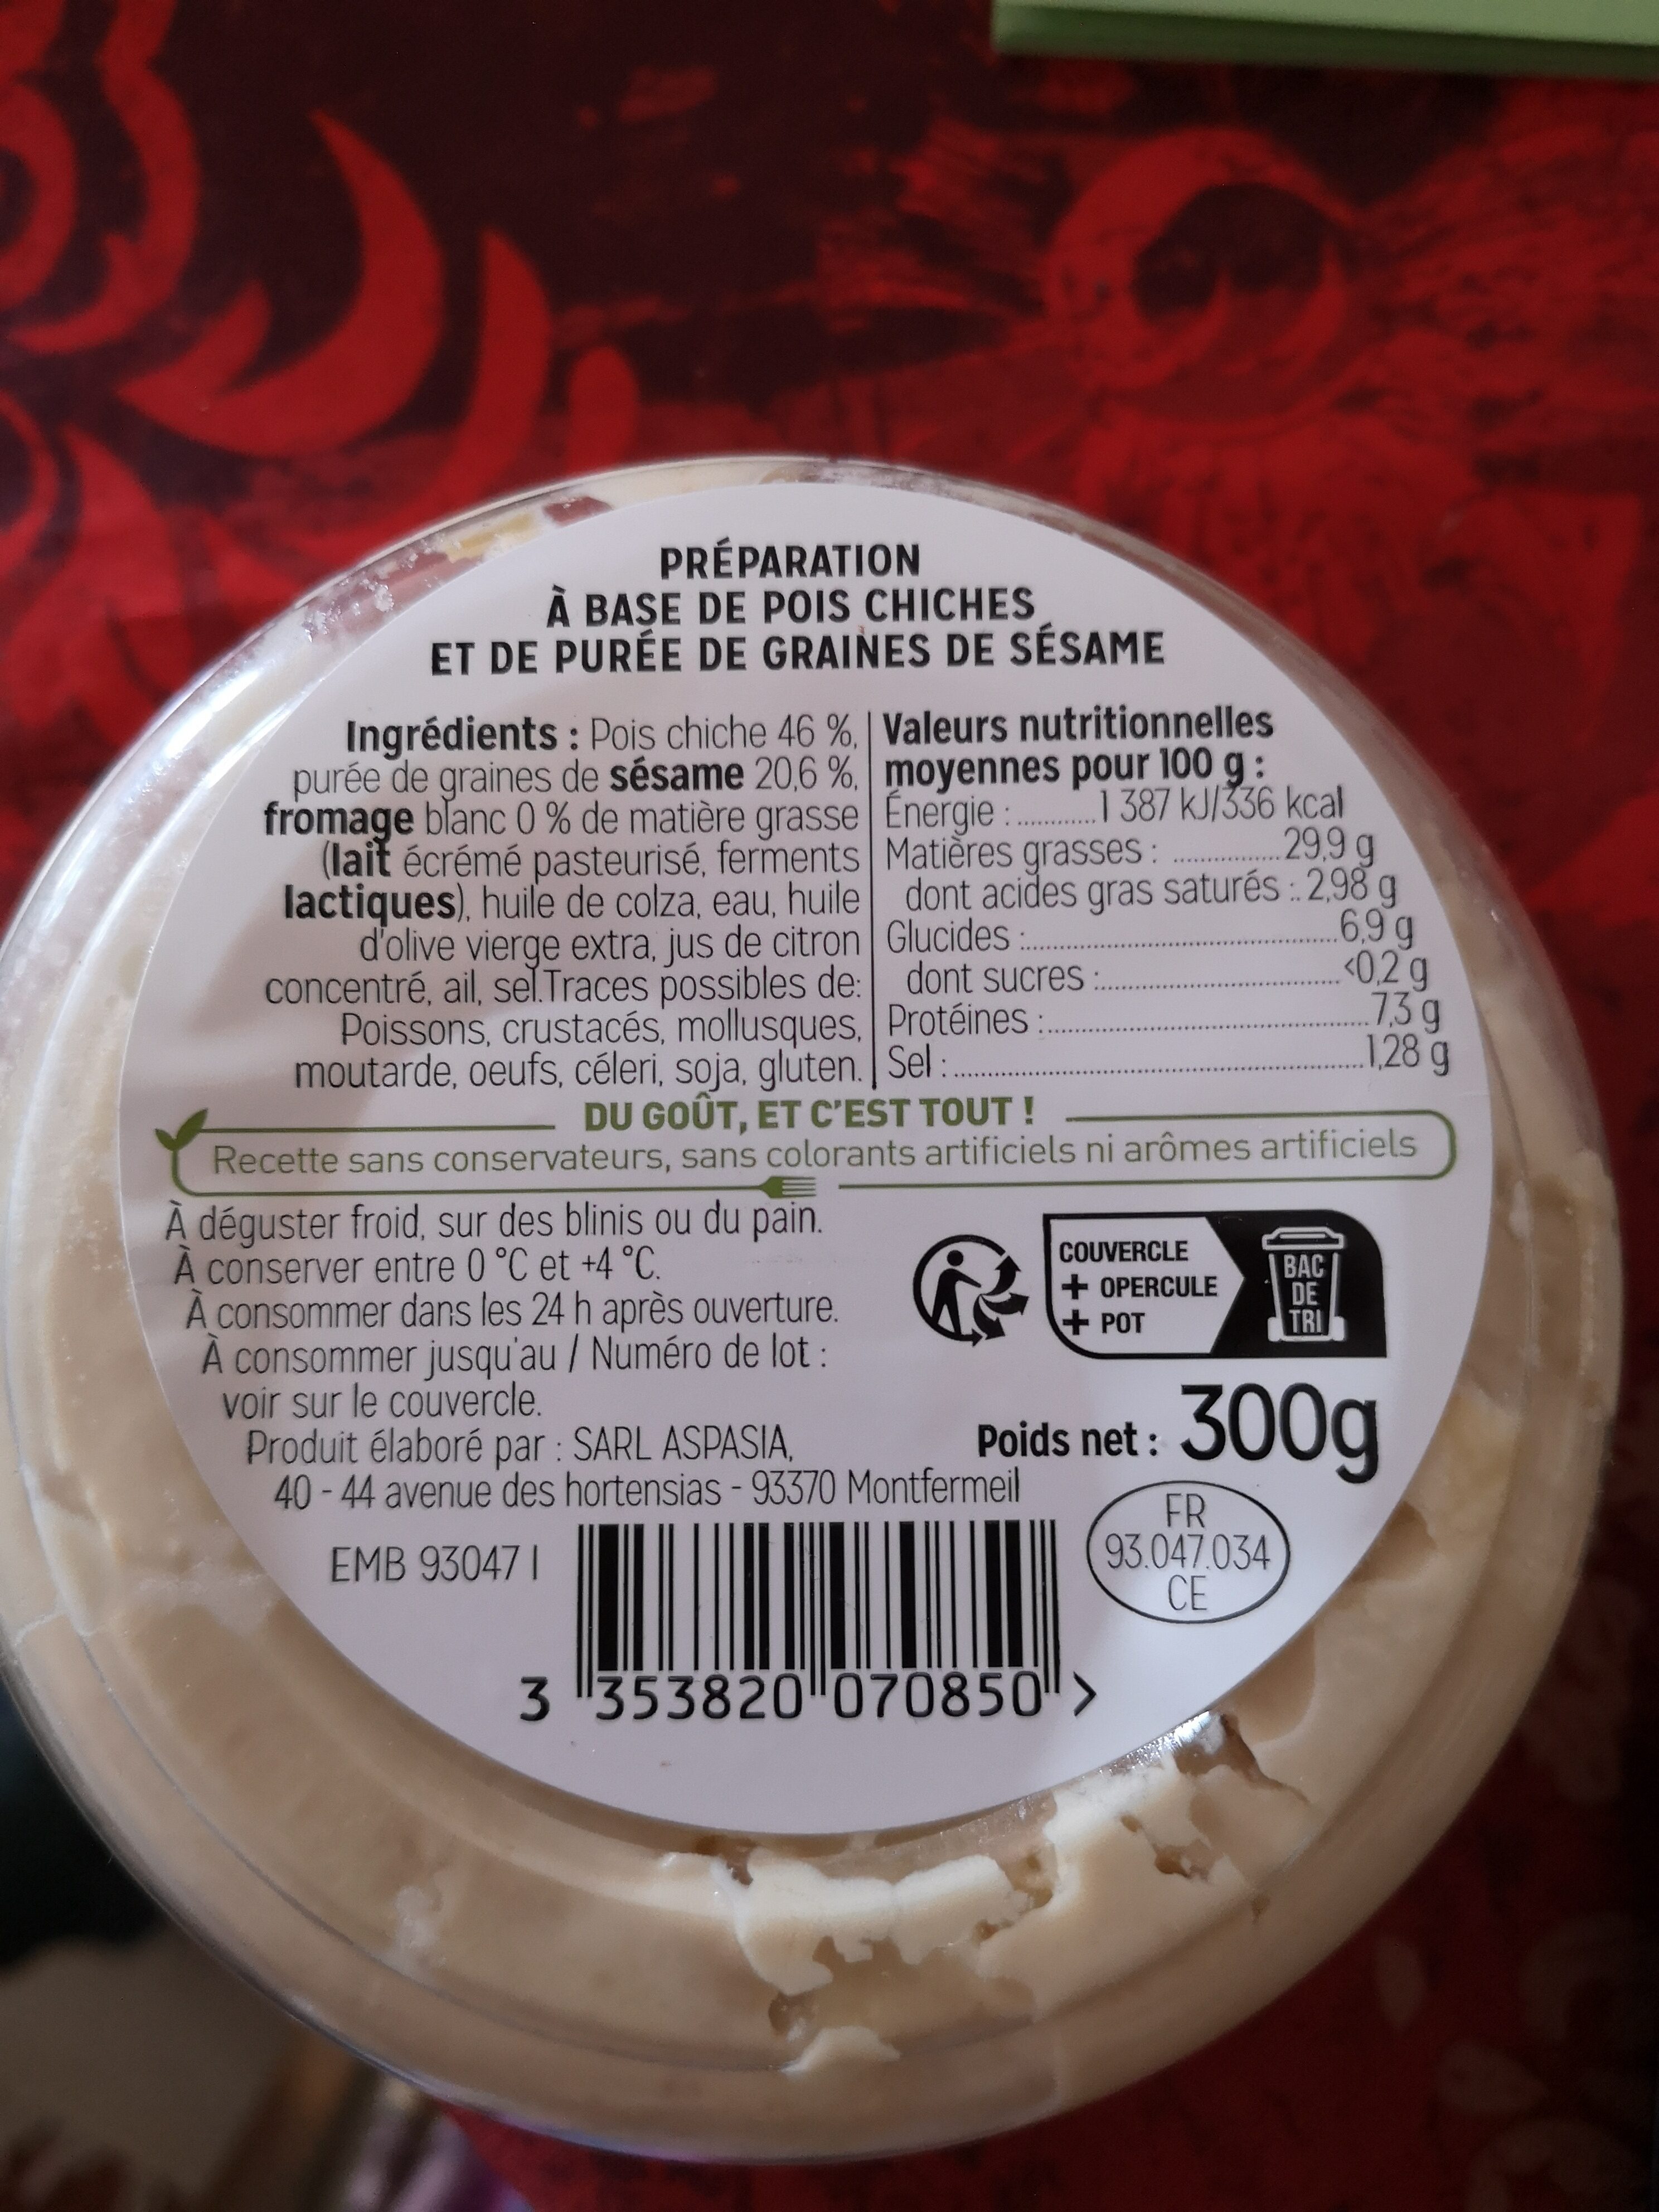 PRÉPARATION
À BASE DE POIS CHICHES
ET DE PURÉE DE GRAINES DE SÉSAME
Ingrédients : Pois chiche 46 %,
purée de graines de sésame 20,6 %,
fromage blanc 0 % de matière grasse
(lait écrémé pasteurisé, ferments
lactiques), huile de colza, eau, huile
d'olive vierge extra, jus de citron
concentré, ail, sel.Traces possibles de:
Poissons, crustacés, mollusques,
moutarde, oeufs, céleri, soja, gluten.
Valeurs nutritionnelles
moyennes pour 100 g :
Énergie :............1 387 kJ/336 kcal
Matières grasses : ................29,9 g
dont acides gras saturés :..2,98 g
Glucides :...............................................6,9 g
dont sucres :.....................................<0,2 g
Protéines :................................................7,3 g
Sel :..............................................................1,28 g
DU GOÛT, ET C'EST TOUT !
Recette sans conservateurs, sans colorants artificiels ni arômes artificiels
À déguster froid, sur des blinis ou du pain.
À conserver entre 0 °C et +4 °C.
À consommer dans les 24 h après ouverture.
À consommer jusqu'au / Numéro de lot :
voir sur le couvercle.
Produit élaboré par : SARL ASPASIA,
40 - 44 avenue des hortensias - 93370 Montfermeil
COUVERCLE
+ OPERCULE
+ POT
BAC
DE
TRI
Poids net : 300g
EMB 93047 I
FR
93.047.034
CE
3 353820 070850 >